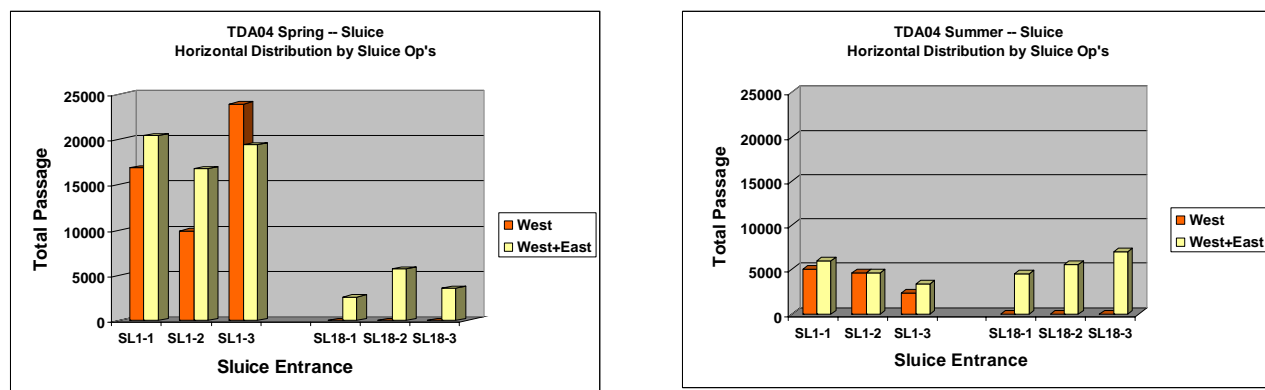 TDA04 Spring -- Sluice
Horizontal Distribution by Sluice Op's
25000
20000
15000
10000
5000
0
Total Passage
SL1-1 SL1-2 SL1-3 SL18-1 SL18-2 SL18-3
Sluice Entrance
West
West+East
TDA04 Summer -- Sluice
Horizontal Distribution by Sluice Op's
25000
20000
15000
10000
5000
0
Total Passage
SL1-1 SL1-2 SL1-3 SL18-1 SL18-2 SL18-3
Sluice Entrance
West
West+East